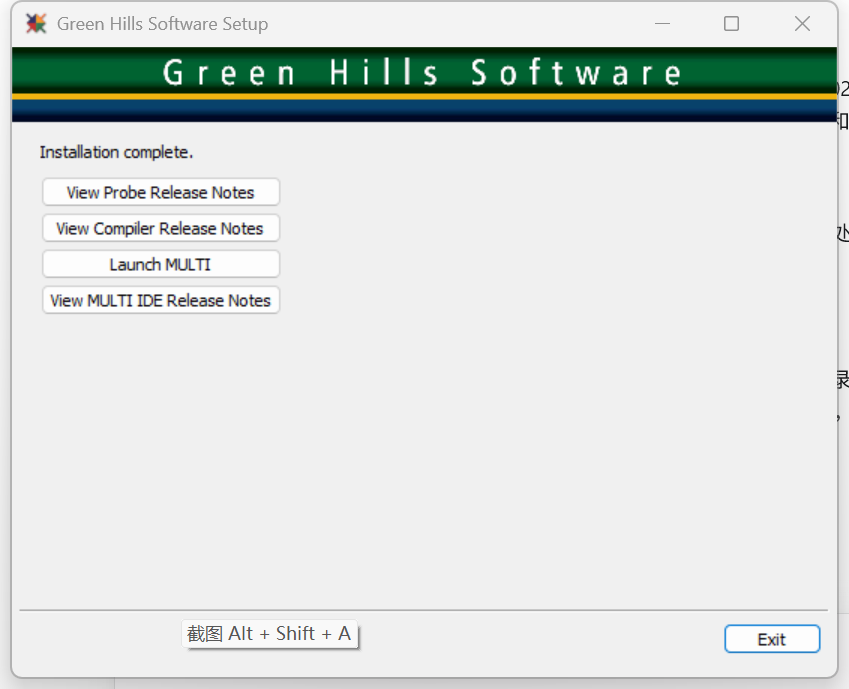 Green Hills Software Setup
Green Hills Software
Installation complete.
View Probe Release Notes
View Compiler Release Notes
Launch MULTI
View MULTI IDE Release Notes
截图 Alt + Shift + A
Exit